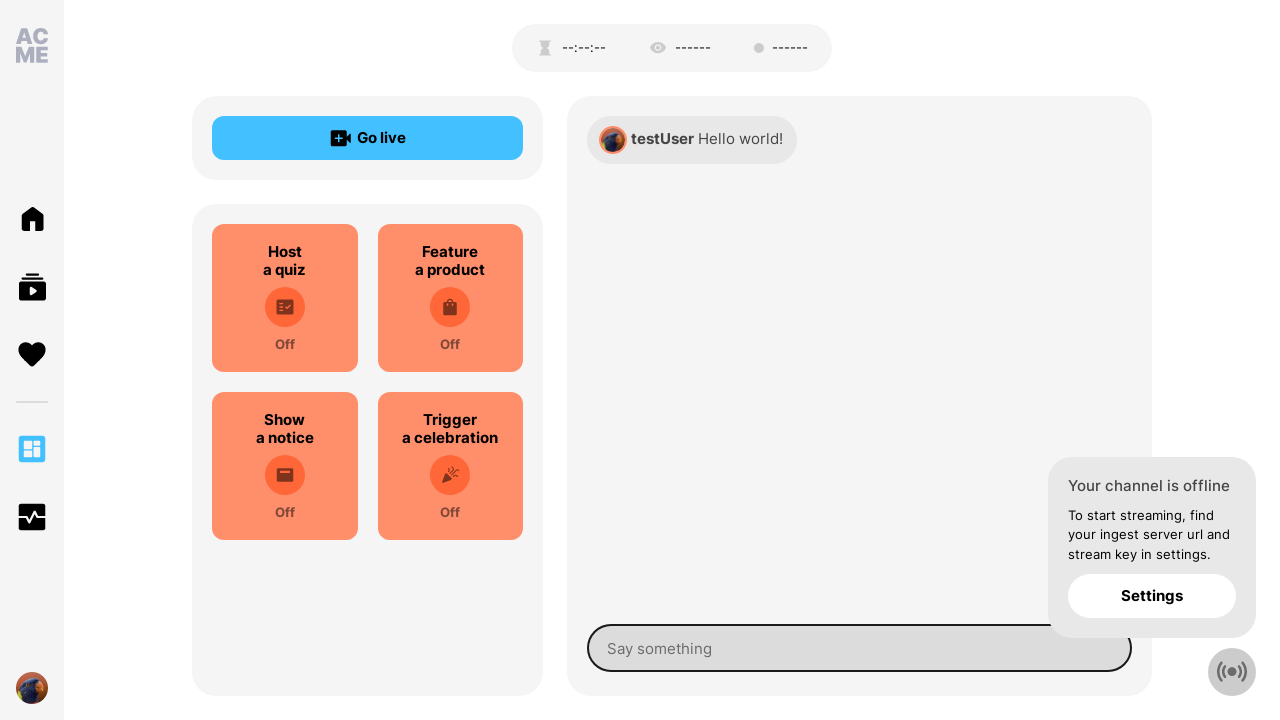 AC
ME
--:--:--
------
------
Go live
testUser Hello world!
Host
a quiz
Off
Feature
a product
Off
Show
a notice
Off
Trigger
a celebration
Off
Your channel is offline
To start streaming, find
your ingest server url and
stream key in settings.
Settings
Say something